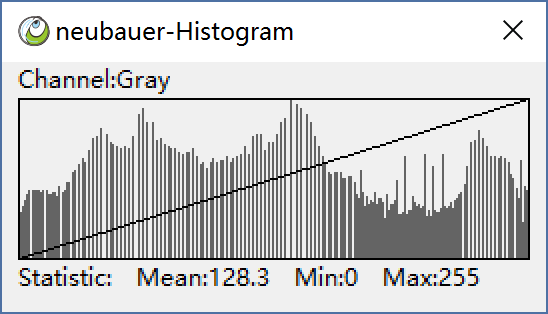 neubauer-Histogram
Channel:Gray
Statistic: Mean:128.3 Min:0 Max:255